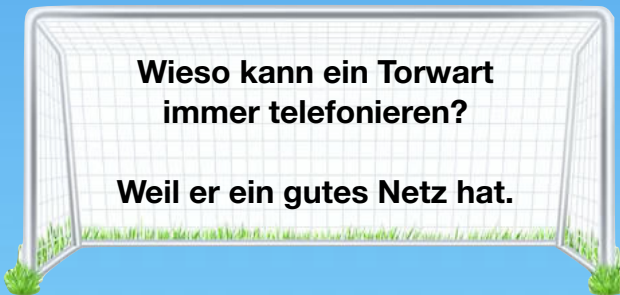 Wieso kann ein Torwart
immer telefonieren?
Weil er ein gutes Netz hat.